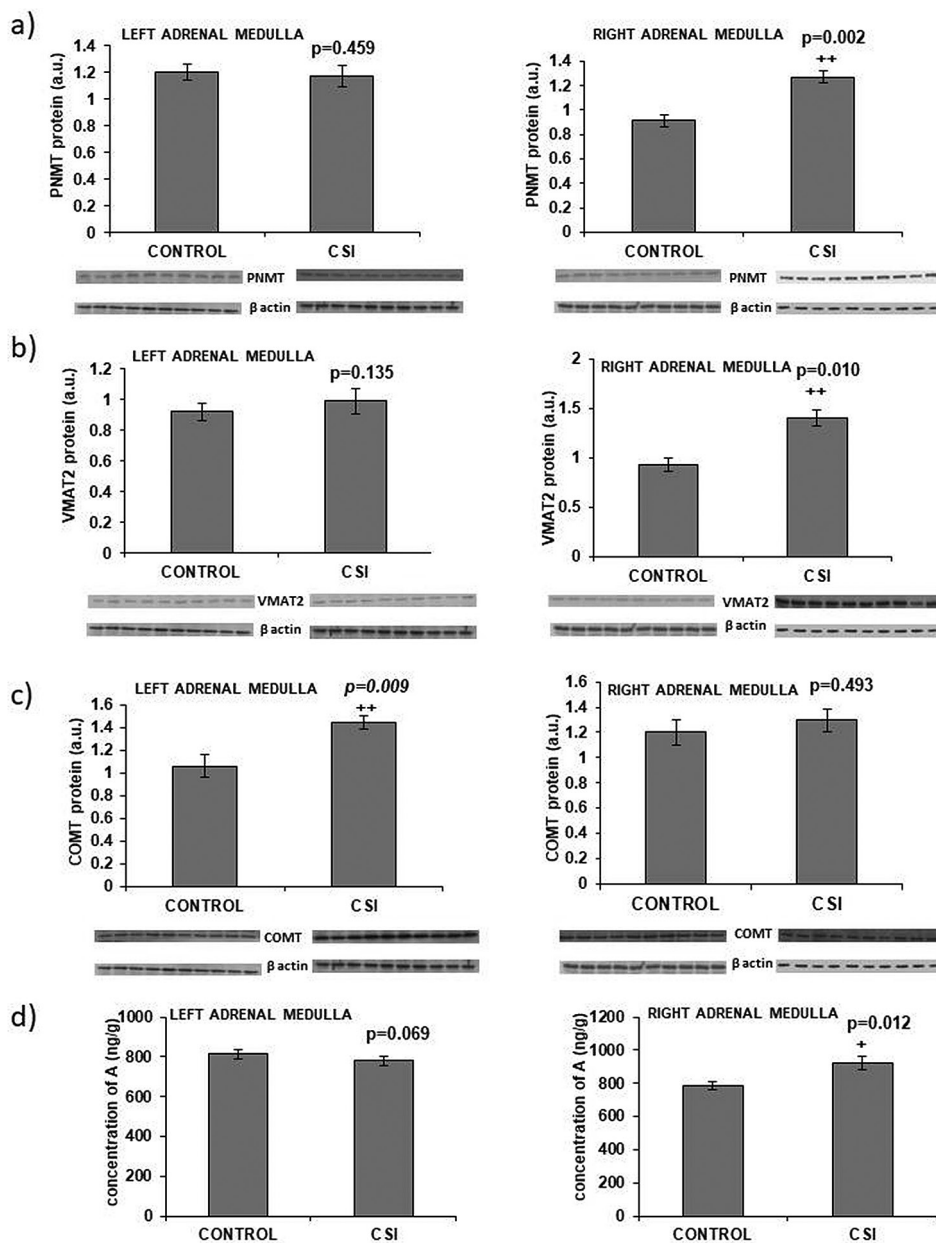 a)
LEFT ADRENAL MEDULLA
p=0.459
PNMT protein (a.u.)
1.4
1.2
1
0.8
0.6
0.4
0.2
0
CONTROL
CSI
PNMT
β actin
RIGHT ADRENAL MEDULLA
p=0.002
++
PNMT protein (a.u.)
1.4
1.2
1
0.8
0.6
0.4
0.2
0
CONTROL
CSI
PNMT
β actin
b)
LEFT ADRENAL MEDULLA
p=0.135
VMAT2 protein (a.u.)
1.2
1
0.8
0.6
0.4
0.2
0
CONTROL
CSI
VMAT2
β actin
RIGHT ADRENAL MEDULLA
p=0.010
++
VMAT2 protein (a.u.)
2
1.5
1
0.5
0
CONTROL
CSI
VMAT2
β actin
c)
LEFT ADRENAL MEDULLA
p=0.009
++
COMT protein (a.u.)
1.6
1.4
1.2
1
0.8
0.6
0.4
0.2
0
CONTROL
CSI
COMT
β actin
RIGHT ADRENAL MEDULLA
p=0.493
COMT protein (a.u.)
1.6
1.4
1.2
1
0.8
0.6
0.4
0.2
0
CONTROL
CSI
COMT
β actin
d)
LEFT ADRENAL MEDULLA
p=0.069
concentration of A (ng/g)
1000
800
600
400
200
0
CONTROL
CSI
RIGHT ADRENAL MEDULLA
p=0.012
+
concentration of A (ng/g)
1200
1000
800
600
400
200
0
CONTROL
CSI